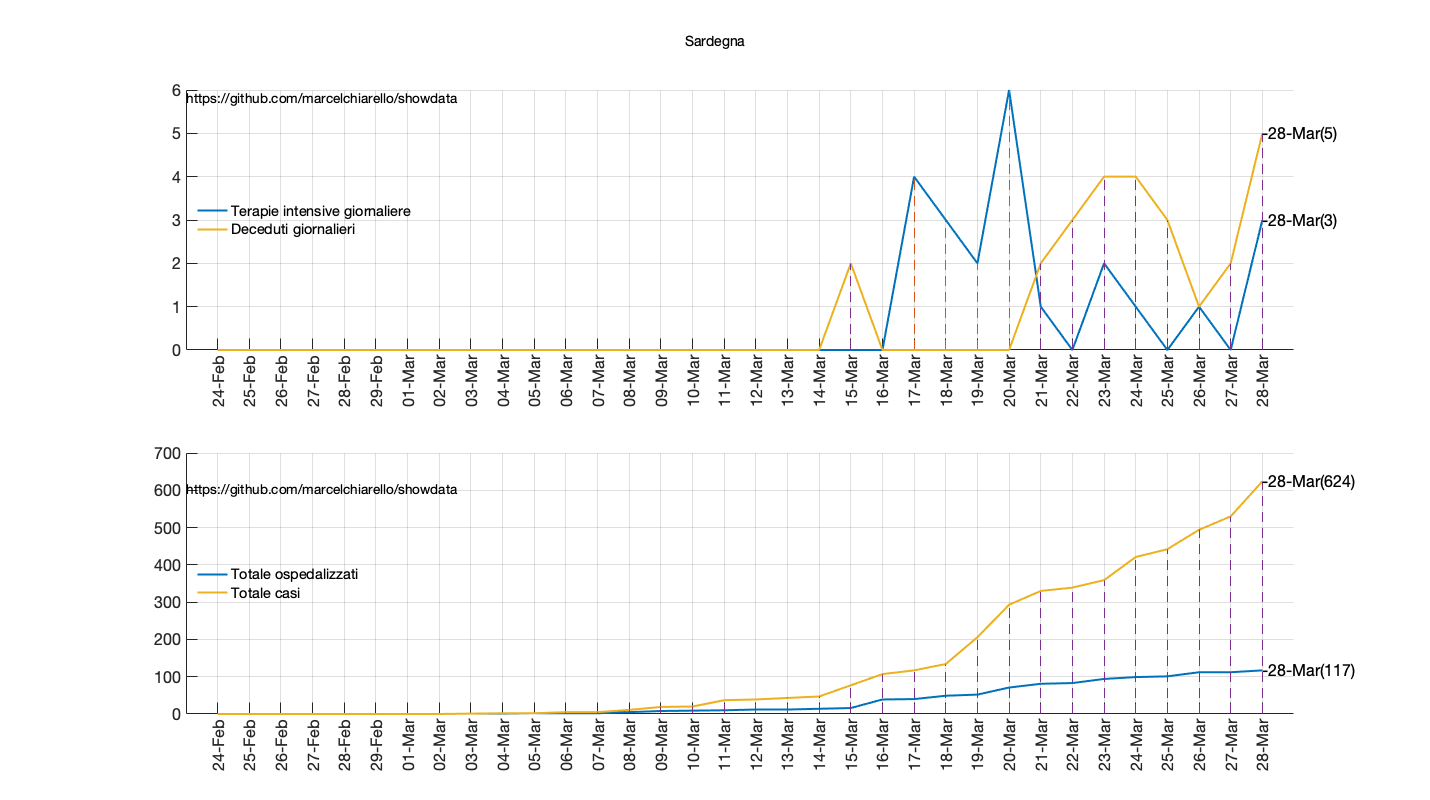 Sardegna
6
https://github.com/marcelchiarello/showdata
5
-28-Mar(5)
4
Terapie intensive giornaliere
3
-28-Mar(3)
Deceduti giornalieri
2
1
0
24-Feb
25-Feb
26-Feb
27-Feb
28-Feb
29-Feb
01-Mar
02-Mar
03-Mar
04-Mar
05-Mar
06-Mar
07-Mar
08-Mar
09-Mar
10-Mar
11-Mar
12-Mar
13-Mar
14-Mar
15-Mar
16-Mar
17-Mar
18-Mar
19-Mar
20-Mar
21-Mar
22-Mar
23-Mar
24-Mar
25-Mar
26-Mar
27-Mar
28-Mar
700
-28-Mar(624)
600
https://github.com/marcelchiarello/showdata
500
400
Totale ospedalizzati
Totale casi
300
200
100
-28-Mar(117)
0
24-Feb
25-Feb
26-Feb
27-Feb
28-Feb
29-Feb
01-Mar
02-Mar
03-Mar
04-Mar
05-Mar
06-Mar
07-Mar
08-Mar
09-Mar
10-Mar
11-Mar
12-Mar
13-Mar
14-Mar
15-Mar
16-Mar
17-Mar
18-Mar
19-Mar
20-Mar
21-Mar
22-Mar
23-Mar
24-Mar
25-Mar
26-Mar
27-Mar
28-Mar